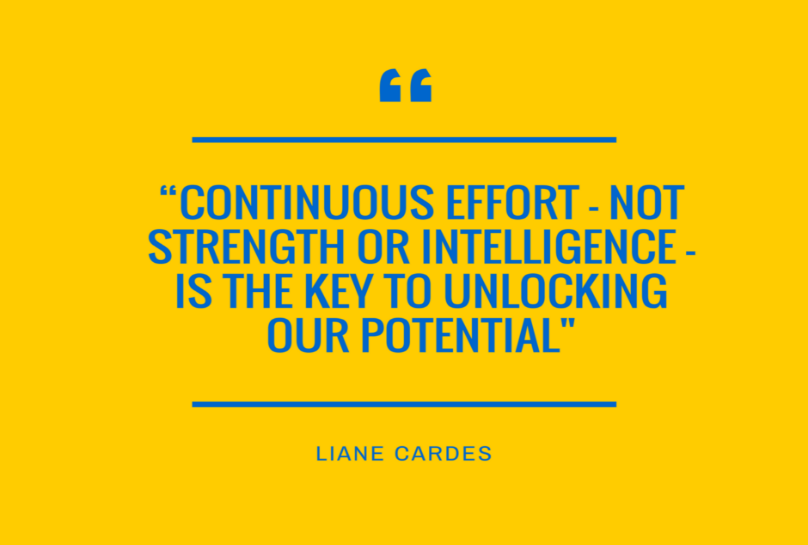 “
“CONTINUOUS EFFORT - NOT
STRENGTH OR INTELLIGENCE -
IS THE KEY TO UNLOCKING
OUR POTENTIAL"
LIANE CARDES